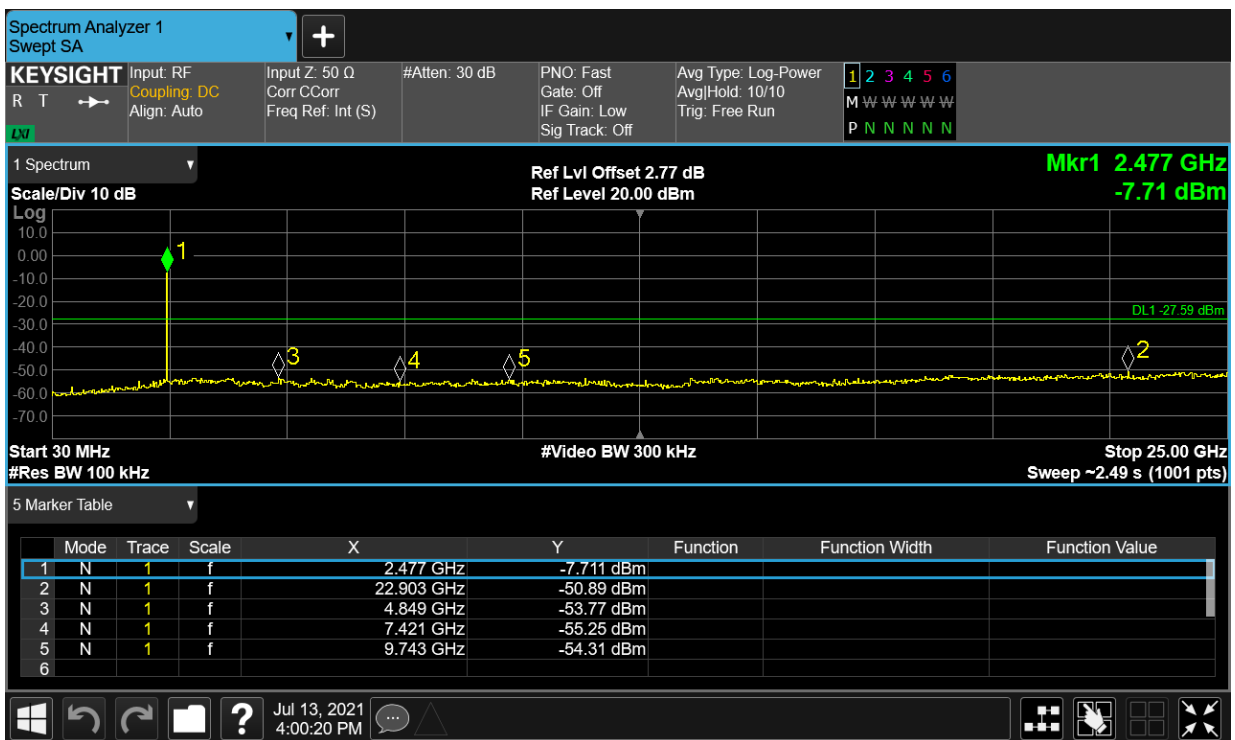 Spectrum Analyzer 1
Swept SA
KEYSIGHT Input: RF Input Z: 50 Ω #Atten: 30 dB PNO: Fast Avg Type: Log-Power 1 2 3 4 5 6
R T Coupling: DC Corr CCorr Gate: Off Avg|Hold: 10/10 M W W W W W
Align: Auto Freq Ref: Int (S) IF Gain: Low Trig: Free Run
LXI Sig Track: Off P N N N N N
1 Spectrum Ref Lvl Offset 2.77 dB Mkr1 2.477 GHz
Scale/Div 10 dB Ref Level 20.00 dBm -7.71 dBm
Log
10.0
0.00 1
-10.0
-20.0
DL1 -27.59 dBm
-30.0
-40.0
3 4 5 2
-50.0
-60.0
-70.0
Start 30 MHz #Video BW 300 kHz Stop 25.00 GHz
#Res BW 100 kHz Sweep ~2.49 s (1001 pts)
5 Marker Table
Mode Trace Scale X Y Function Function Width Function Value
1 N 1 f 2.477 GHz -7.711 dBm
2 N 1 f 22.903 GHz -50.89 dBm
3 N 1 f 4.849 GHz -53.77 dBm
4 N 1 f 7.421 GHz -55.25 dBm
5 N 1 f 9.743 GHz -54.31 dBm
6
? Jul 13, 2021
4:00:20 PM